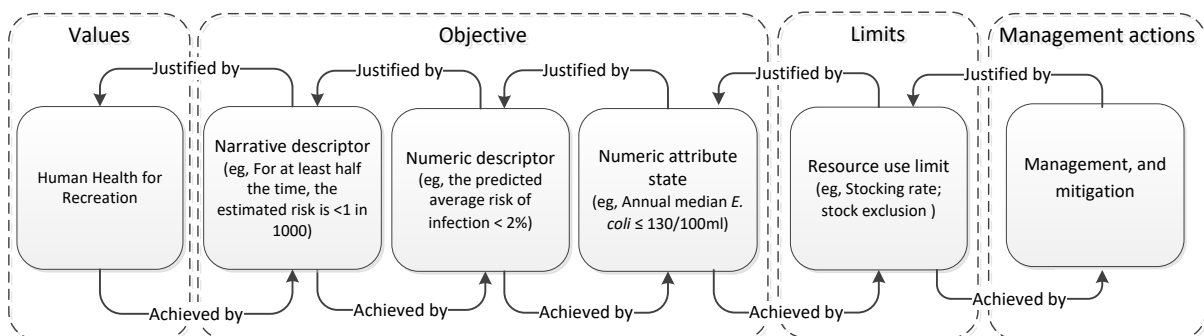 Values
Objective
Limits
Management actions
Justified by
Justified by
Justified by
Justified by
Justified by
Human Health for
Recreation
Narrative descriptor
(eg, For at least half
the time, the
estimated risk is <1 in
1000)
Numeric descriptor
(eg, the predicted
average risk of
infection < 2%)
Numeric attribute
state
(eg, Annual median E.
coli ≤ 130/100ml)
Resource use limit
(eg, Stocking rate;
stock exclusion )
Management, and
mitigation
Achieved by
Achieved by
Achieved by
Achieved by
Achieved by